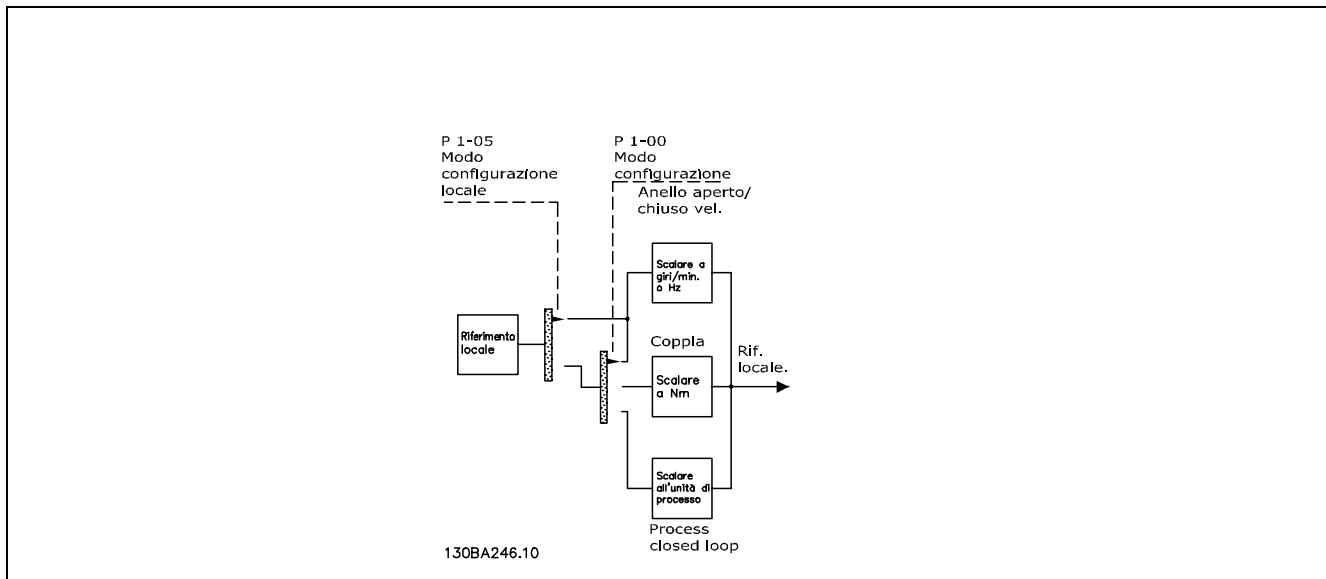 P 1-05
Modo
configurazione
locale
P 1-00
Modo
configurazione
Anello aperto/
chiuso vel.
Scalare a
giri/min.
o Hz
Riferimento
locale
Coppla
Scalare
a Nm
Rif.
locale.
Scalare
all'unità di
processo
Process
closed loop
130BA246.10